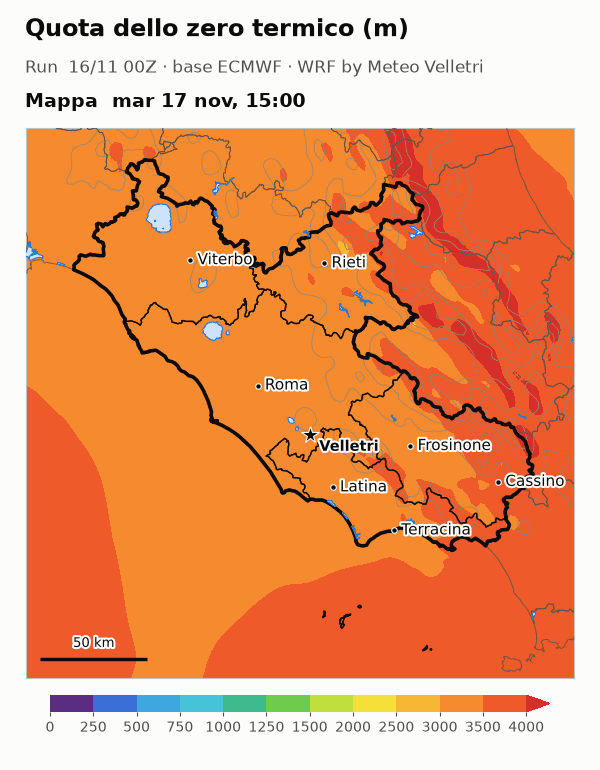 Quota dello zero termico (m)
Run  16/11 00Z · base ECMWF · WRF by Meteo Velletri
Mappa  mar 17 nov, 15:00
Viterbo
Rieti
Roma
Velletri
Frosinone
Cassino
Latina
Terracina
50 km
0 250 500 750 1000 1250 1500 2000 2500 3000 3500 4000